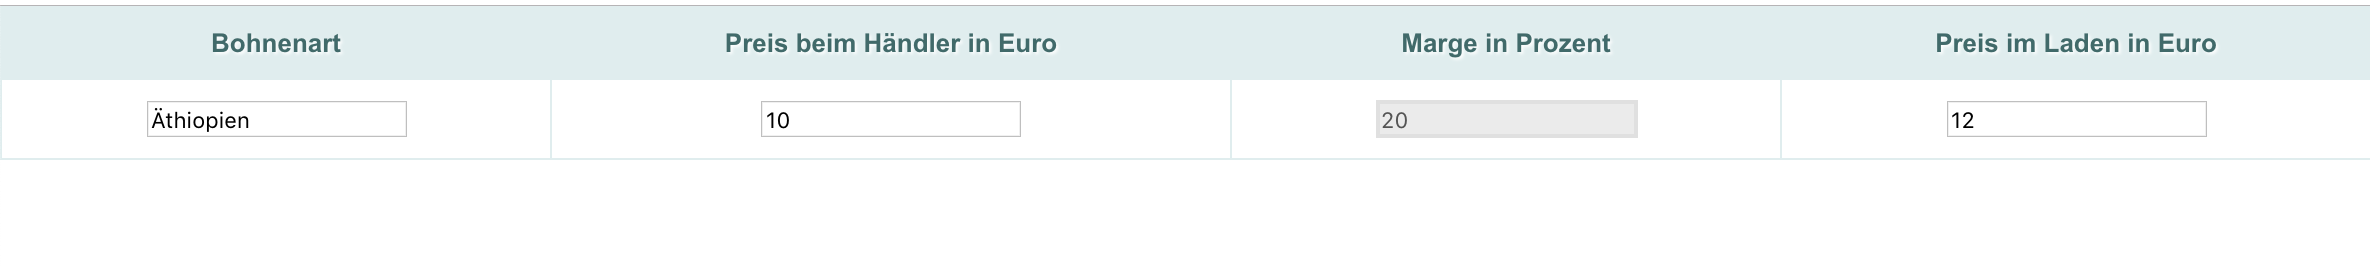 Bohnenart Preis beim Händler in Euro Marge in Prozent Preis im Laden in Euro
Äthiopien 10 20 12